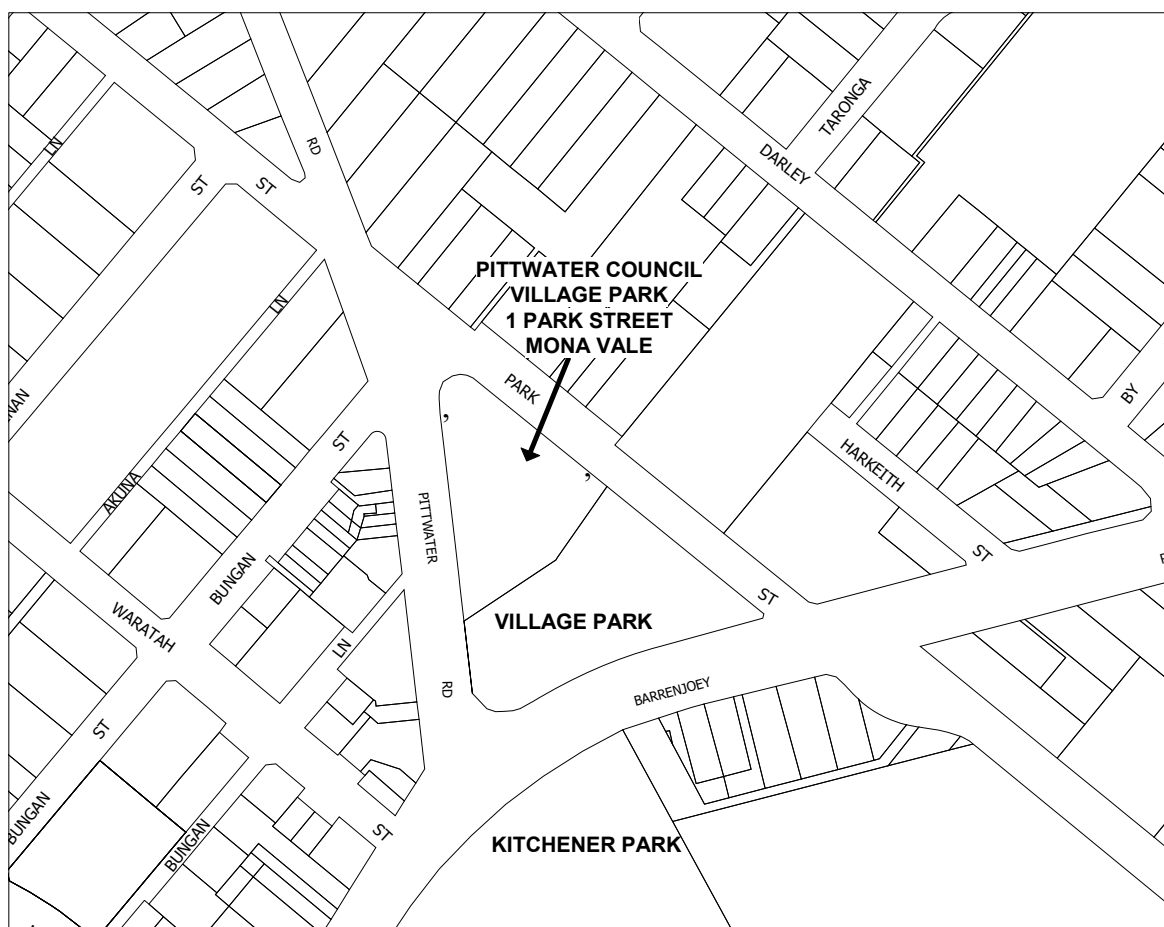 LN
RD
ST
ST
TARONGA
DARLEY
PITTWATER COUNCIL
VILLAGE PARK
1 PARK STREET
MONA VALE
LN
PARK
BY
NAN
ST
HARKEITH
AKUNA
PITTWATER
ST
BUNGAN
ST
WARATAH
VILLAGE PARK
LN
RD
BARRENJOEY
ST
BUNGAN
BUNGAN
ST
KITCHENER PARK